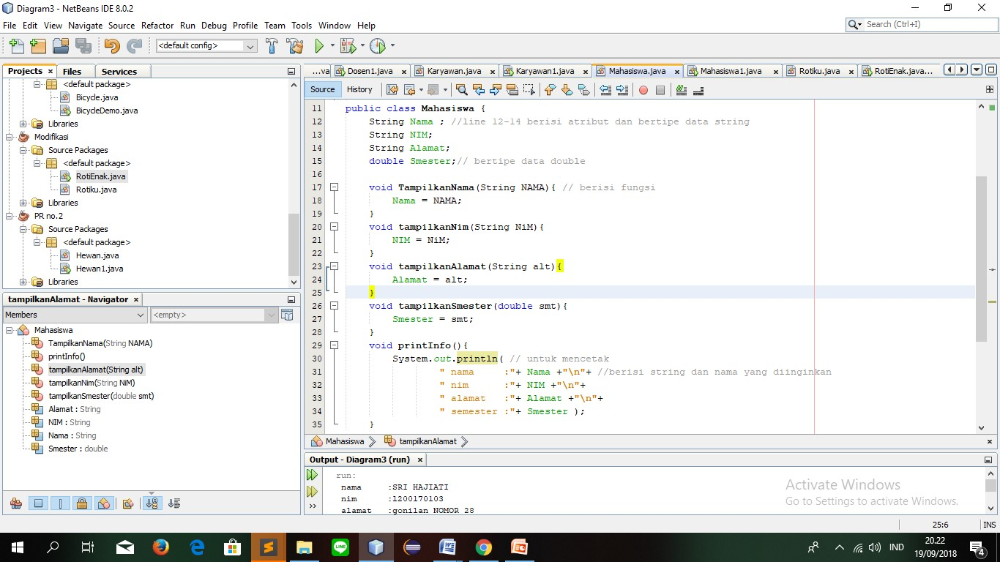 Diagram3 - NetBeans IDE 8.0.2
File Edit View Navigate Source Refactor Run Debug Profile Team Tools Window Help
Search (Ctrl+I)
<default config>
Projects x Files Services
<default package>
Bicycle.java
BicycleDemo.java
Libraries
Modifikasi
Source Packages
<default package>
RotiEnak.java
Rotiku.java
Libraries
PR no.2
Source Packages
<default package>
Hewan.java
Hewan1.java
Libraries
tampilkanAlamat - Navigator x
Members
<empty>
Mahasiswa
TampilkanNama(String NAMA)
printInfo()
tampilkanAlamat(String alt)
tampilkanNim(String NiM)
tampilkanSmester(double smt)
Alamat : String
NIM : String
Nama : String
Smester : double
...va Dosen1.java x Karyawan.java x Karyawan1.java x Mahasiswa.java x Mahasiswa1.java x Rotiku.java x RotiEnak.java...
Source History
11 public class Mahasiswa {
12 String Nama ; //line 12-14 berisi atribut dan bertipe data string
13 String NIM;
14 String Alamat;
15 double Smester;// bertipe data double
16
17 void TampilkanNama(String NAMA){ // berisi fungsi
18 Nama = NAMA;
19 }
20 void tampilkanNim(String NiM){
21 NIM = NiM;
22 }
23 void tampilkanAlamat(String alt){
24 Alamat = alt;
25 }
26 void tampilkanSmester(double smt){
27 Smester = smt;
28 }
29 void printInfo(){
30 System.out.println( // untuk mencetak
31 " nama :"+ Nama +"\n"+ //berisi string dan nama yang diinginkan
32 " nim :"+ NIM +"\n"+
33 " alamat :"+ Alamat +"\n"+
34 " semester :"+ Smester );
35 }
Mahasiswa tampilkanAlamat
Output - Diagram3 (run) x
run:
nama :SRI HAJIATI
nim :1200170103
alamat :gonilan NOMOR 28
Activate Windows
Go to Settings to activate Windows.
25:6 INS
IND
20.22
19/09/2018
4